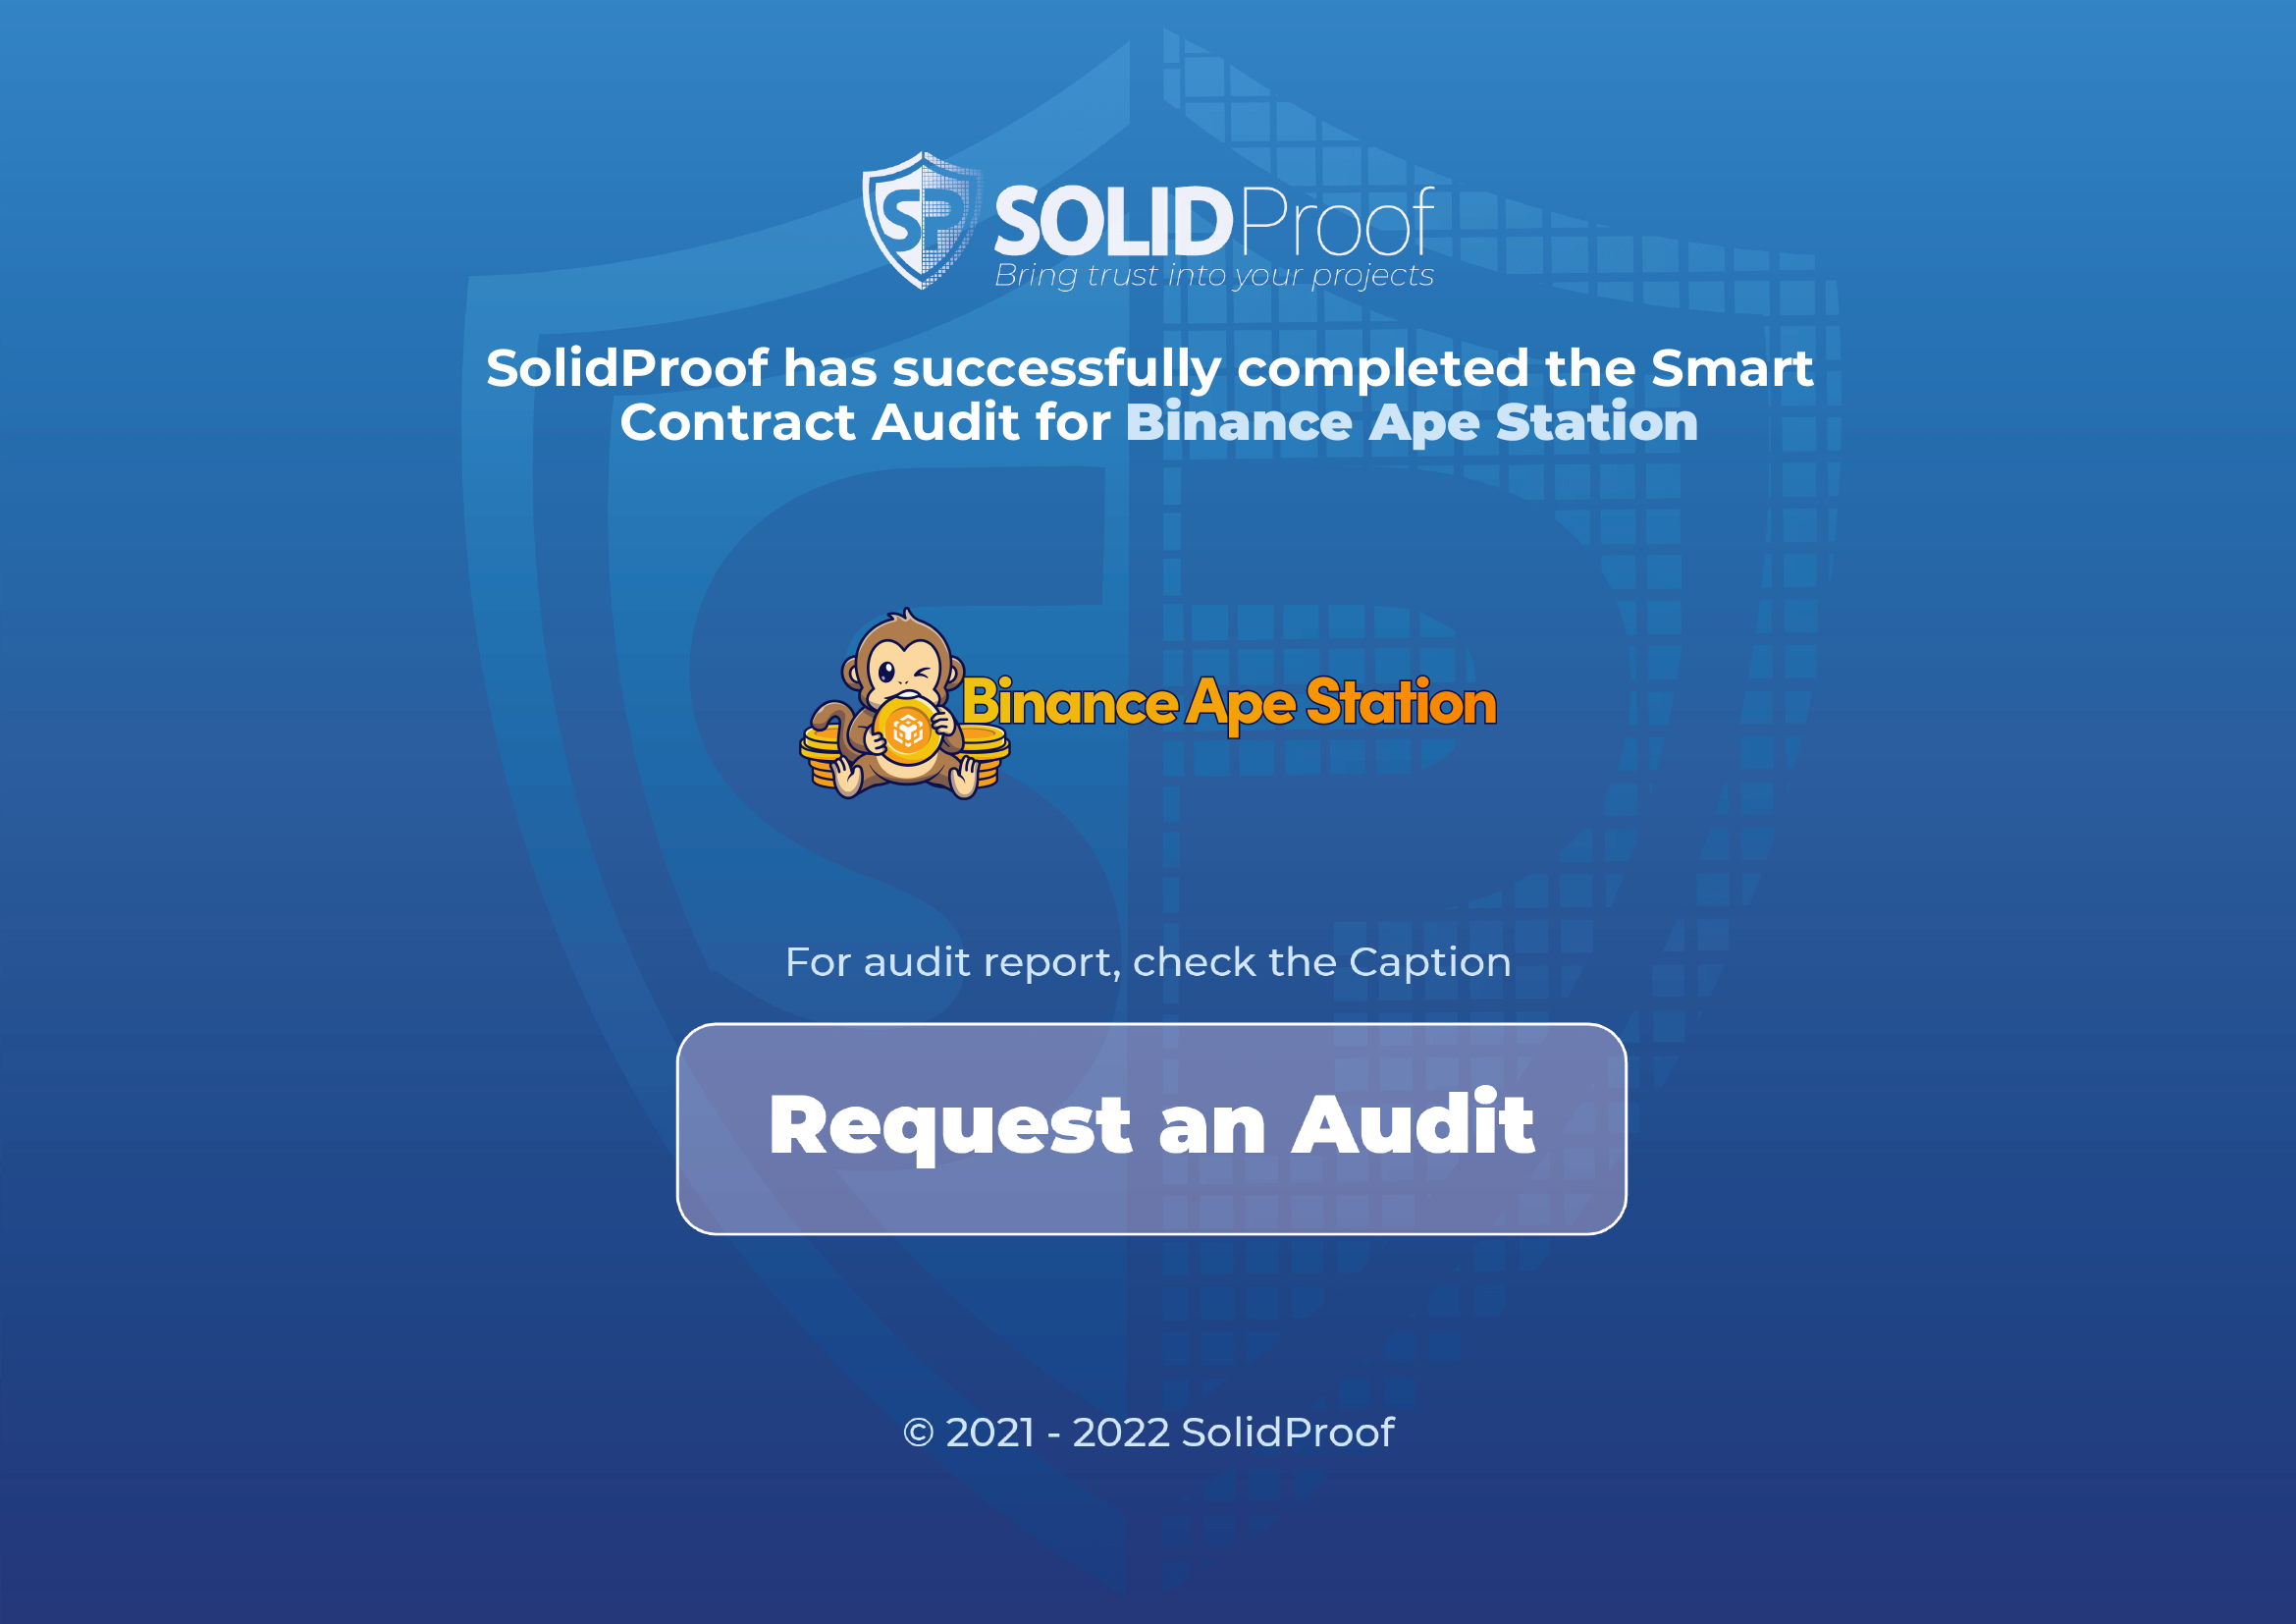 SP SOLIDProof
Bring trust into your projects
SolidProof has successfully completed the Smart
Contract Audit for Binance Ape Station
Binance Ape Station
For audit report, check the Caption
Request an Audit
© 2021 - 2022 SolidProof